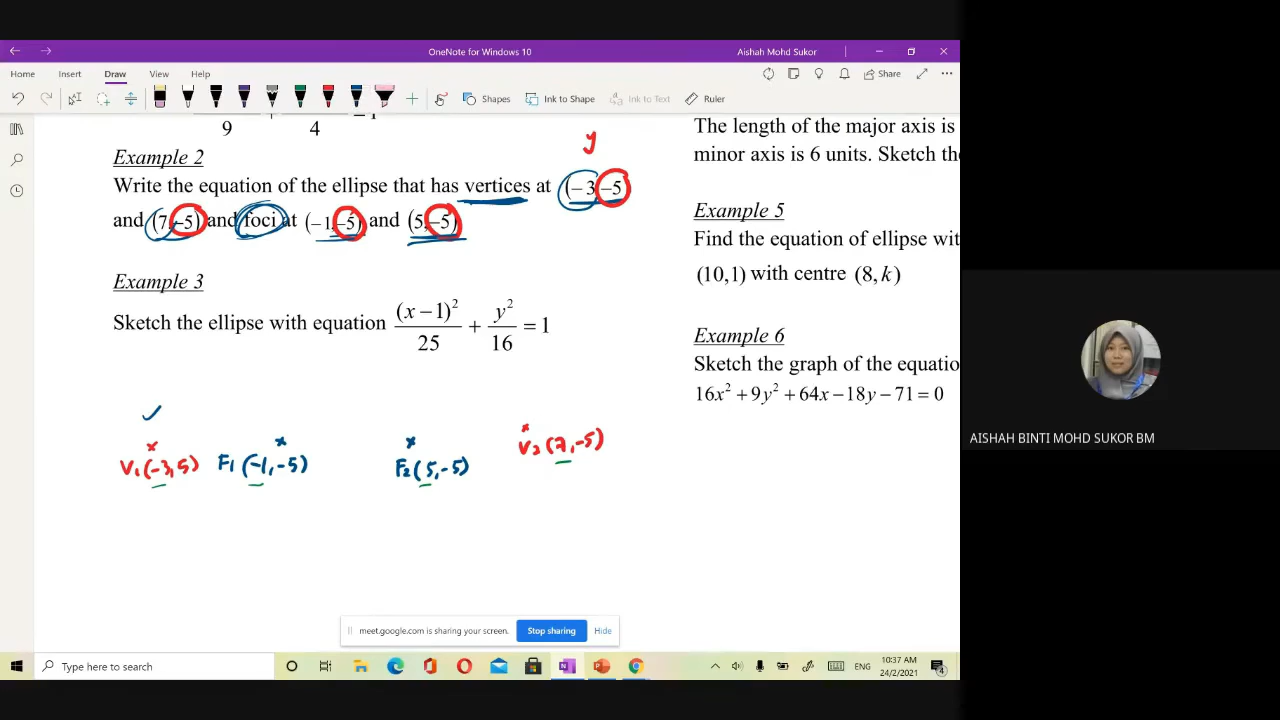 OneNote for Windows 10
Aishah Mohd Sukor
Home Insert Draw View Help
Share
Shapes Ink to Shape Ink to Text Ruler
9 + 4 = 1
y
Example 2
Write the equation of the ellipse that has vertices at (−3,−5
and (7,−5) and foci at (−1,−5) and (5,−5)
Example 3
Sketch the ellipse with equation (x−1)²/25 + y²/16 = 1
V1(-3,5) F1(-1,-5) F2(5,-5) V2(7,-5)
The length of the major axis is
minor axis is 6 units. Sketch the
Example 5
Find the equation of ellipse wit
(10,1) with centre (8,k)
Example 6
Sketch the graph of the equatio
16x² + 9y² + 64x − 18y − 71 = 0
AISHAH BINTI MOHD SUKOR BM
meet.google.com is sharing your screen. Stop sharing Hide
Type here to search
ENG
10:37 AM
24/2/2021
4